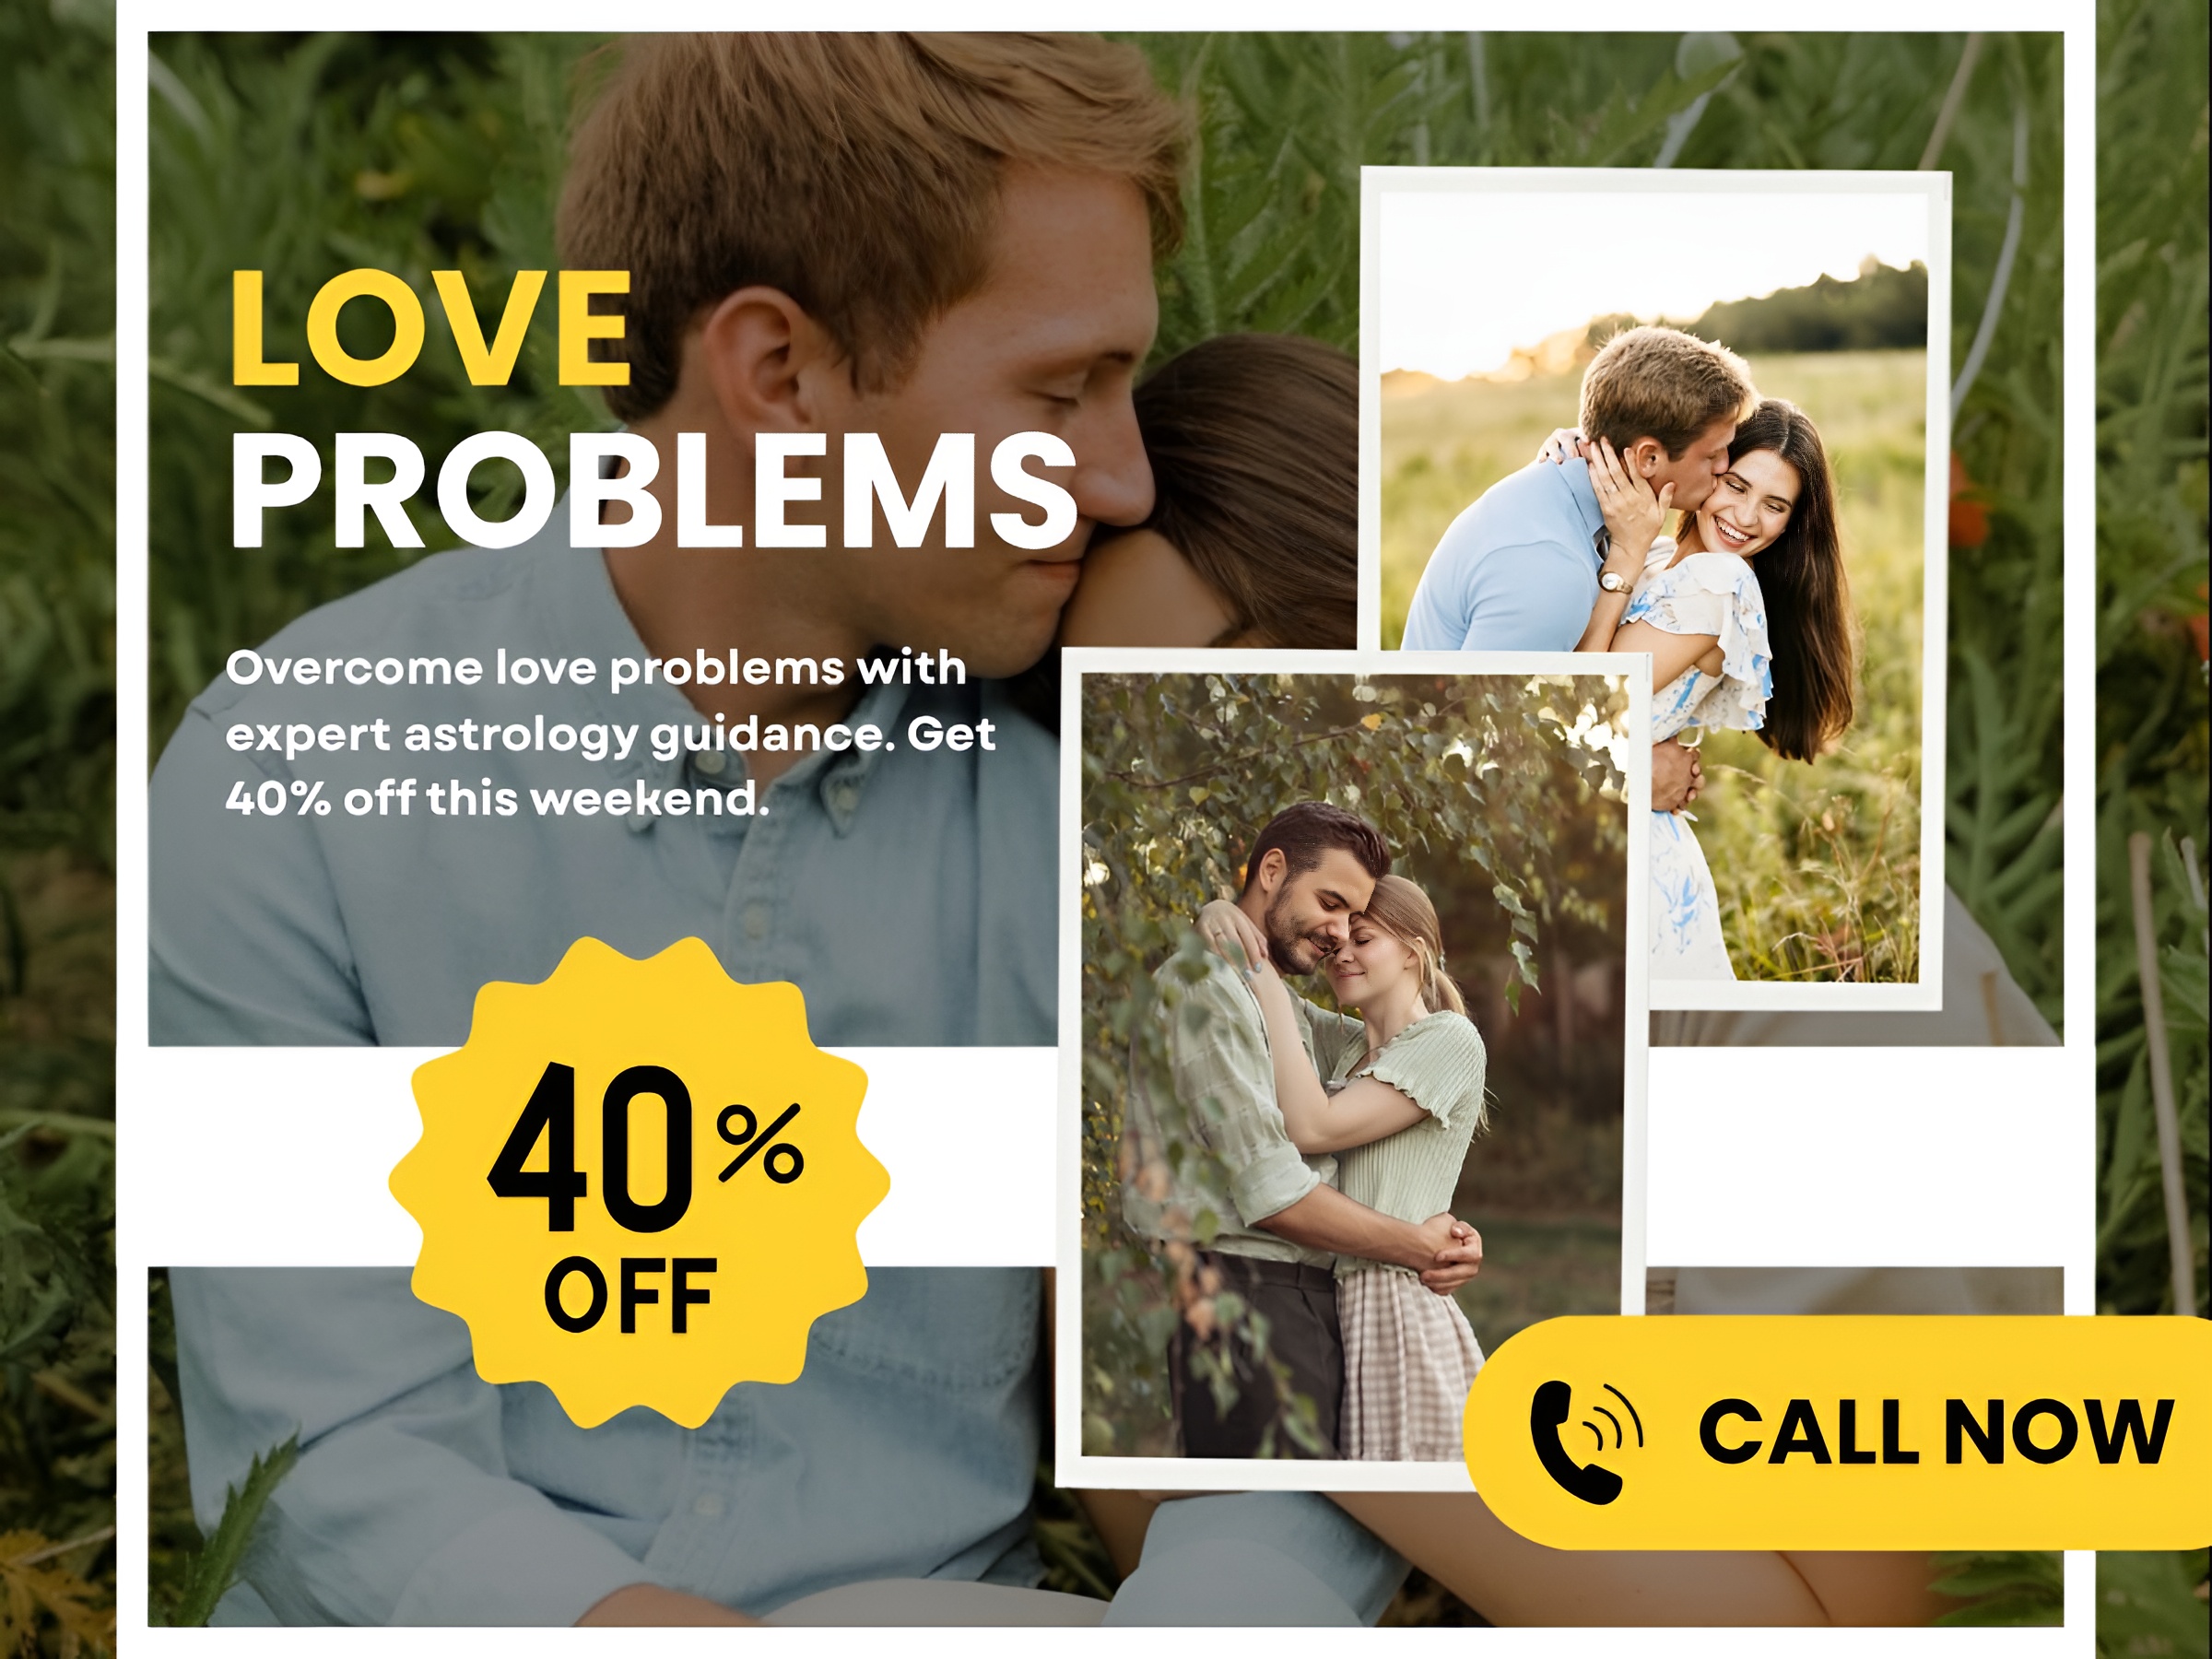 LOVE
PROBLEMS
Overcome love problems with
expert astrology guidance. Get
40% off this weekend.
40%
OFF
CALL NOW